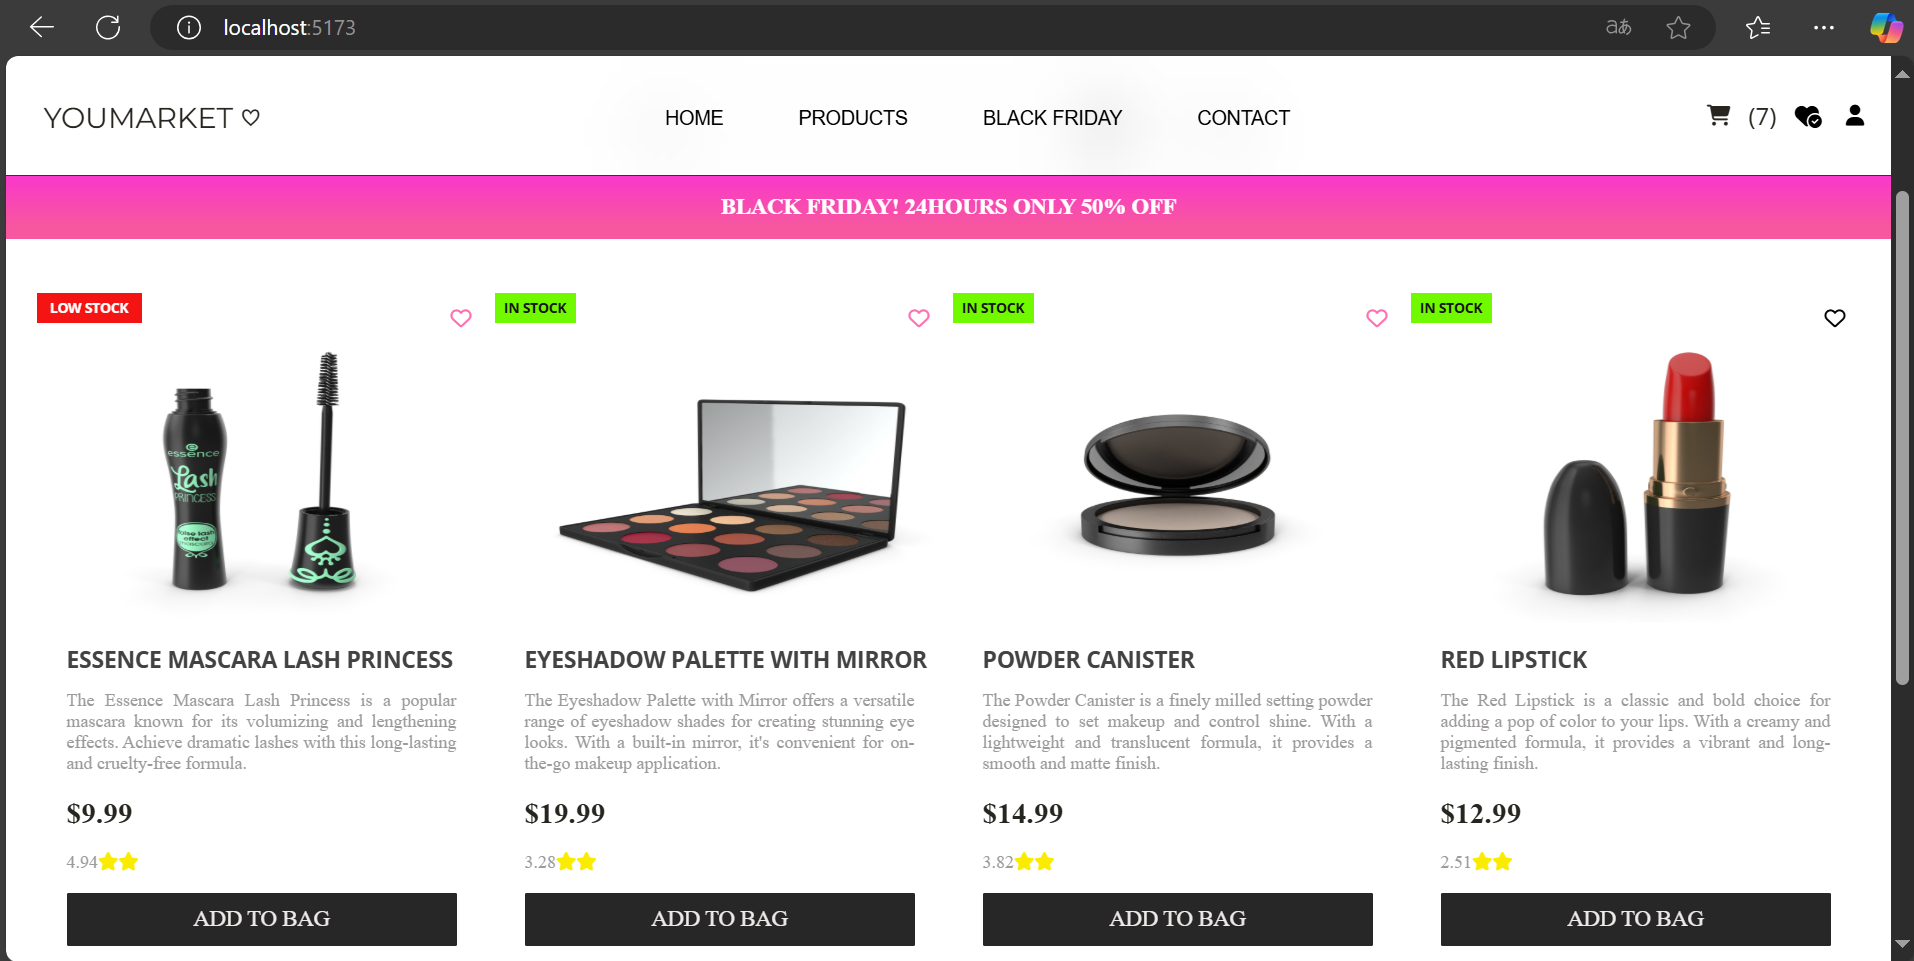 localhost:5173
aあ
YOUMARKET
HOME
PRODUCTS
BLACK FRIDAY
CONTACT
(7)
BLACK FRIDAY! 24HOURS ONLY 50% OFF
LOW STOCK
IN STOCK
IN STOCK
IN STOCK
essence
Lash
PRINCESS
false lash
effect
mascara
ESSENCE MASCARA LASH PRINCESS
The Essence Mascara Lash Princess is a popular
mascara known for its volumizing and lengthening
effects. Achieve dramatic lashes with this long-lasting
and cruelty-free formula.
$9.99
4.94
ADD TO BAG
EYESHADOW PALETTE WITH MIRROR
The Eyeshadow Palette with Mirror offers a versatile
range of eyeshadow shades for creating stunning eye
looks. With a built-in mirror, it's convenient for on-
the-go makeup application.
$19.99
3.28
ADD TO BAG
POWDER CANISTER
The Powder Canister is a finely milled setting powder
designed to set makeup and control shine. With a
lightweight and translucent formula, it provides a
smooth and matte finish.
$14.99
3.82
ADD TO BAG
RED LIPSTICK
The Red Lipstick is a classic and bold choice for
adding a pop of color to your lips. With a creamy and
pigmented formula, it provides a vibrant and long-
lasting finish.
$12.99
2.51
ADD TO BAG